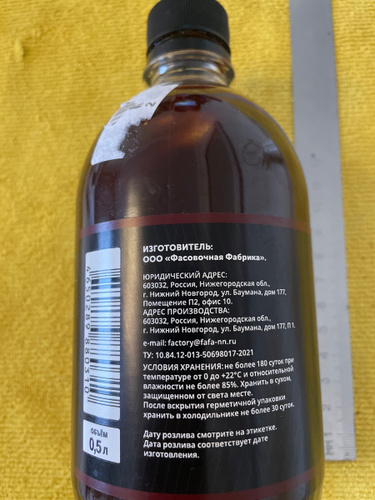 ИЗГОТОВИТЕЛЬ:
ООО «Фасовочная Фабрика».
ЮРИДИЧЕСКИЙ АДРЕС:
603032, Россия, Нижегородская обл.,
г. Нижний Новгород, ул. Баумана, дом 177,
Помещение П2, офис 10.
АДРЕС ПРОИЗВОДСТВА:
603032, Россия, Нижегородская обл.,
г. Нижний Новгород, ул. Баумана, дом 177, П 1.
e-mail: factory@fafa-nn.ru
ТУ: 10.84.12-013-50698017-2021
УСЛОВИЯ ХРАНЕНИЯ: не более 180 суток при
температуре от 0 до +22°С и относительной
влажности не более 85%. Хранить в сухом,
защищенном от света месте.
После вскрытия герметичной упаковки
хранить в холодильнике не более 30 суток.
Дату розлива смотрите на этикетке.
Дата розлива соответствует дате
изготовления.
4650289880310
объём
0,5 л